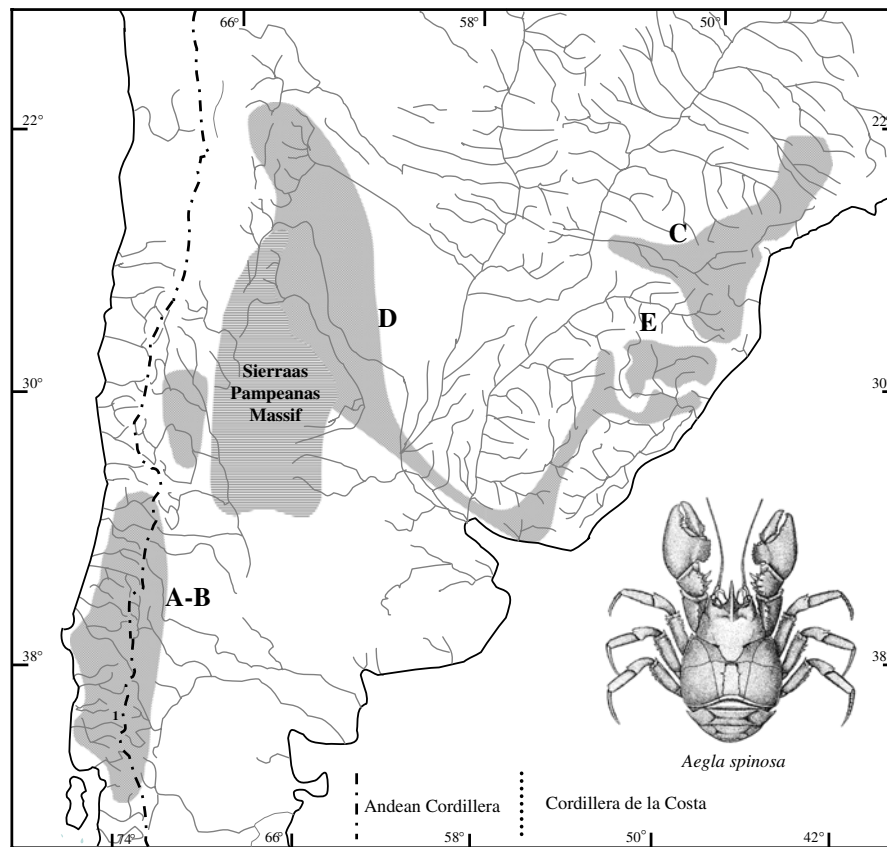 66° 58° 50°
22° 22°
C
E
D
Sierraas
Pampeanas
Massif
30° 30°
A-B
38° 38°
1
Aegla spinosa
Andean Cordillera Cordillera de la Costa
74° 66° 58° 50° 42°